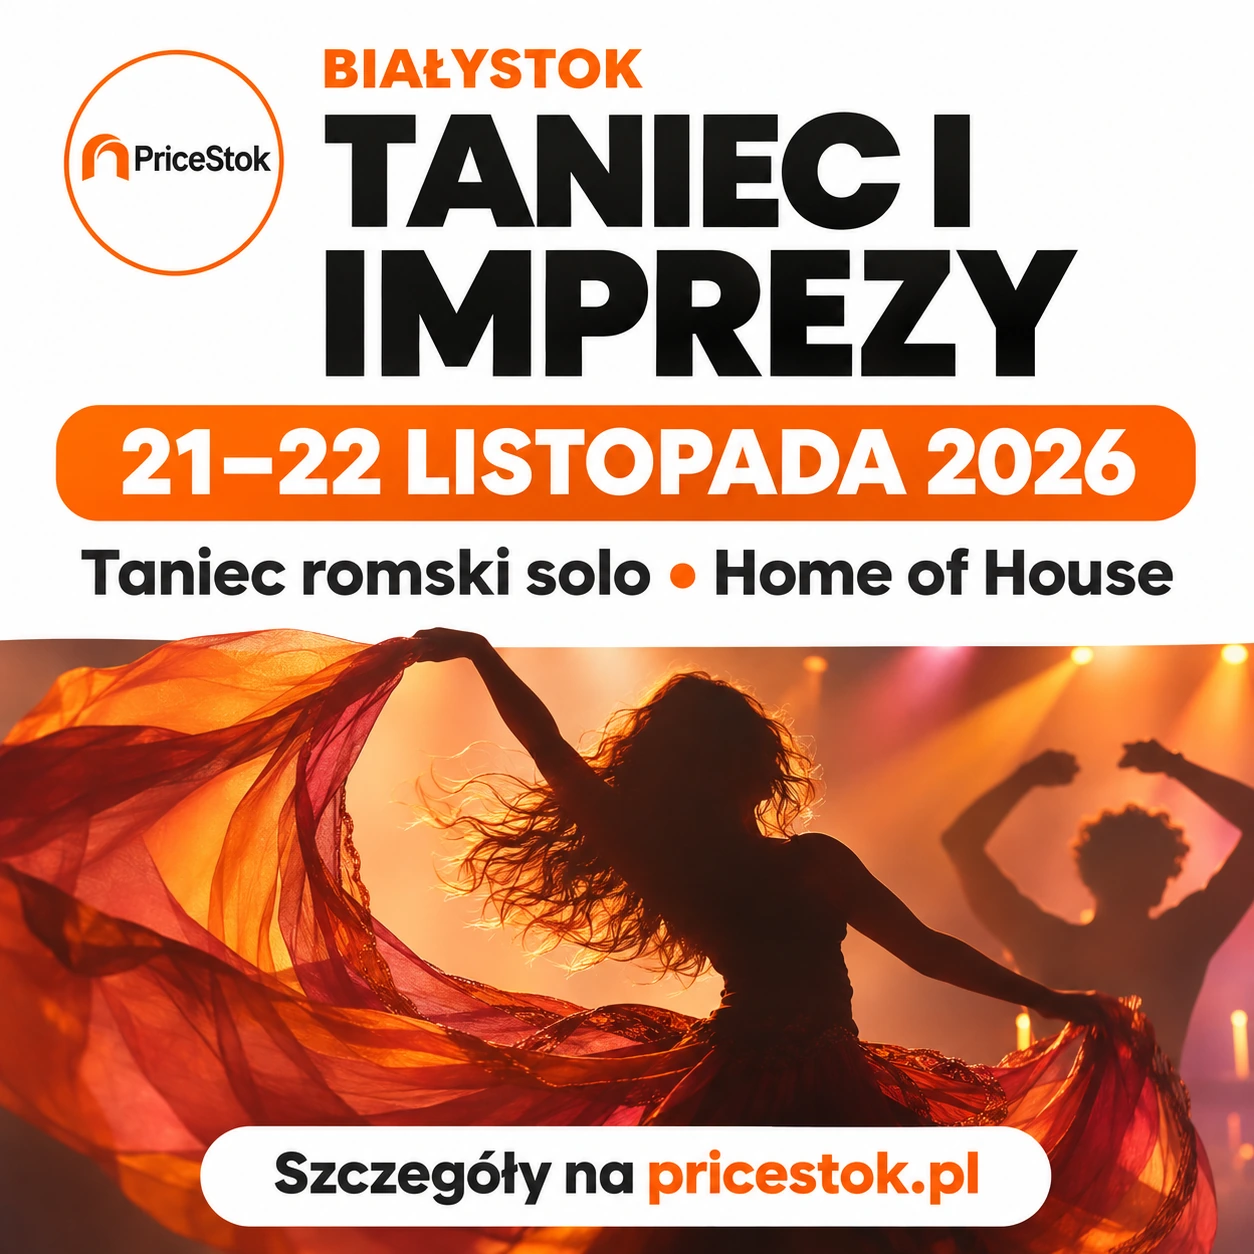 PriceStok
BIAŁYSTOK
TANIEC I
IMPREZY
21–22 LISTOPADA 2026
Taniec romski solo • Home of House
Szczegóły na pricestok.pl